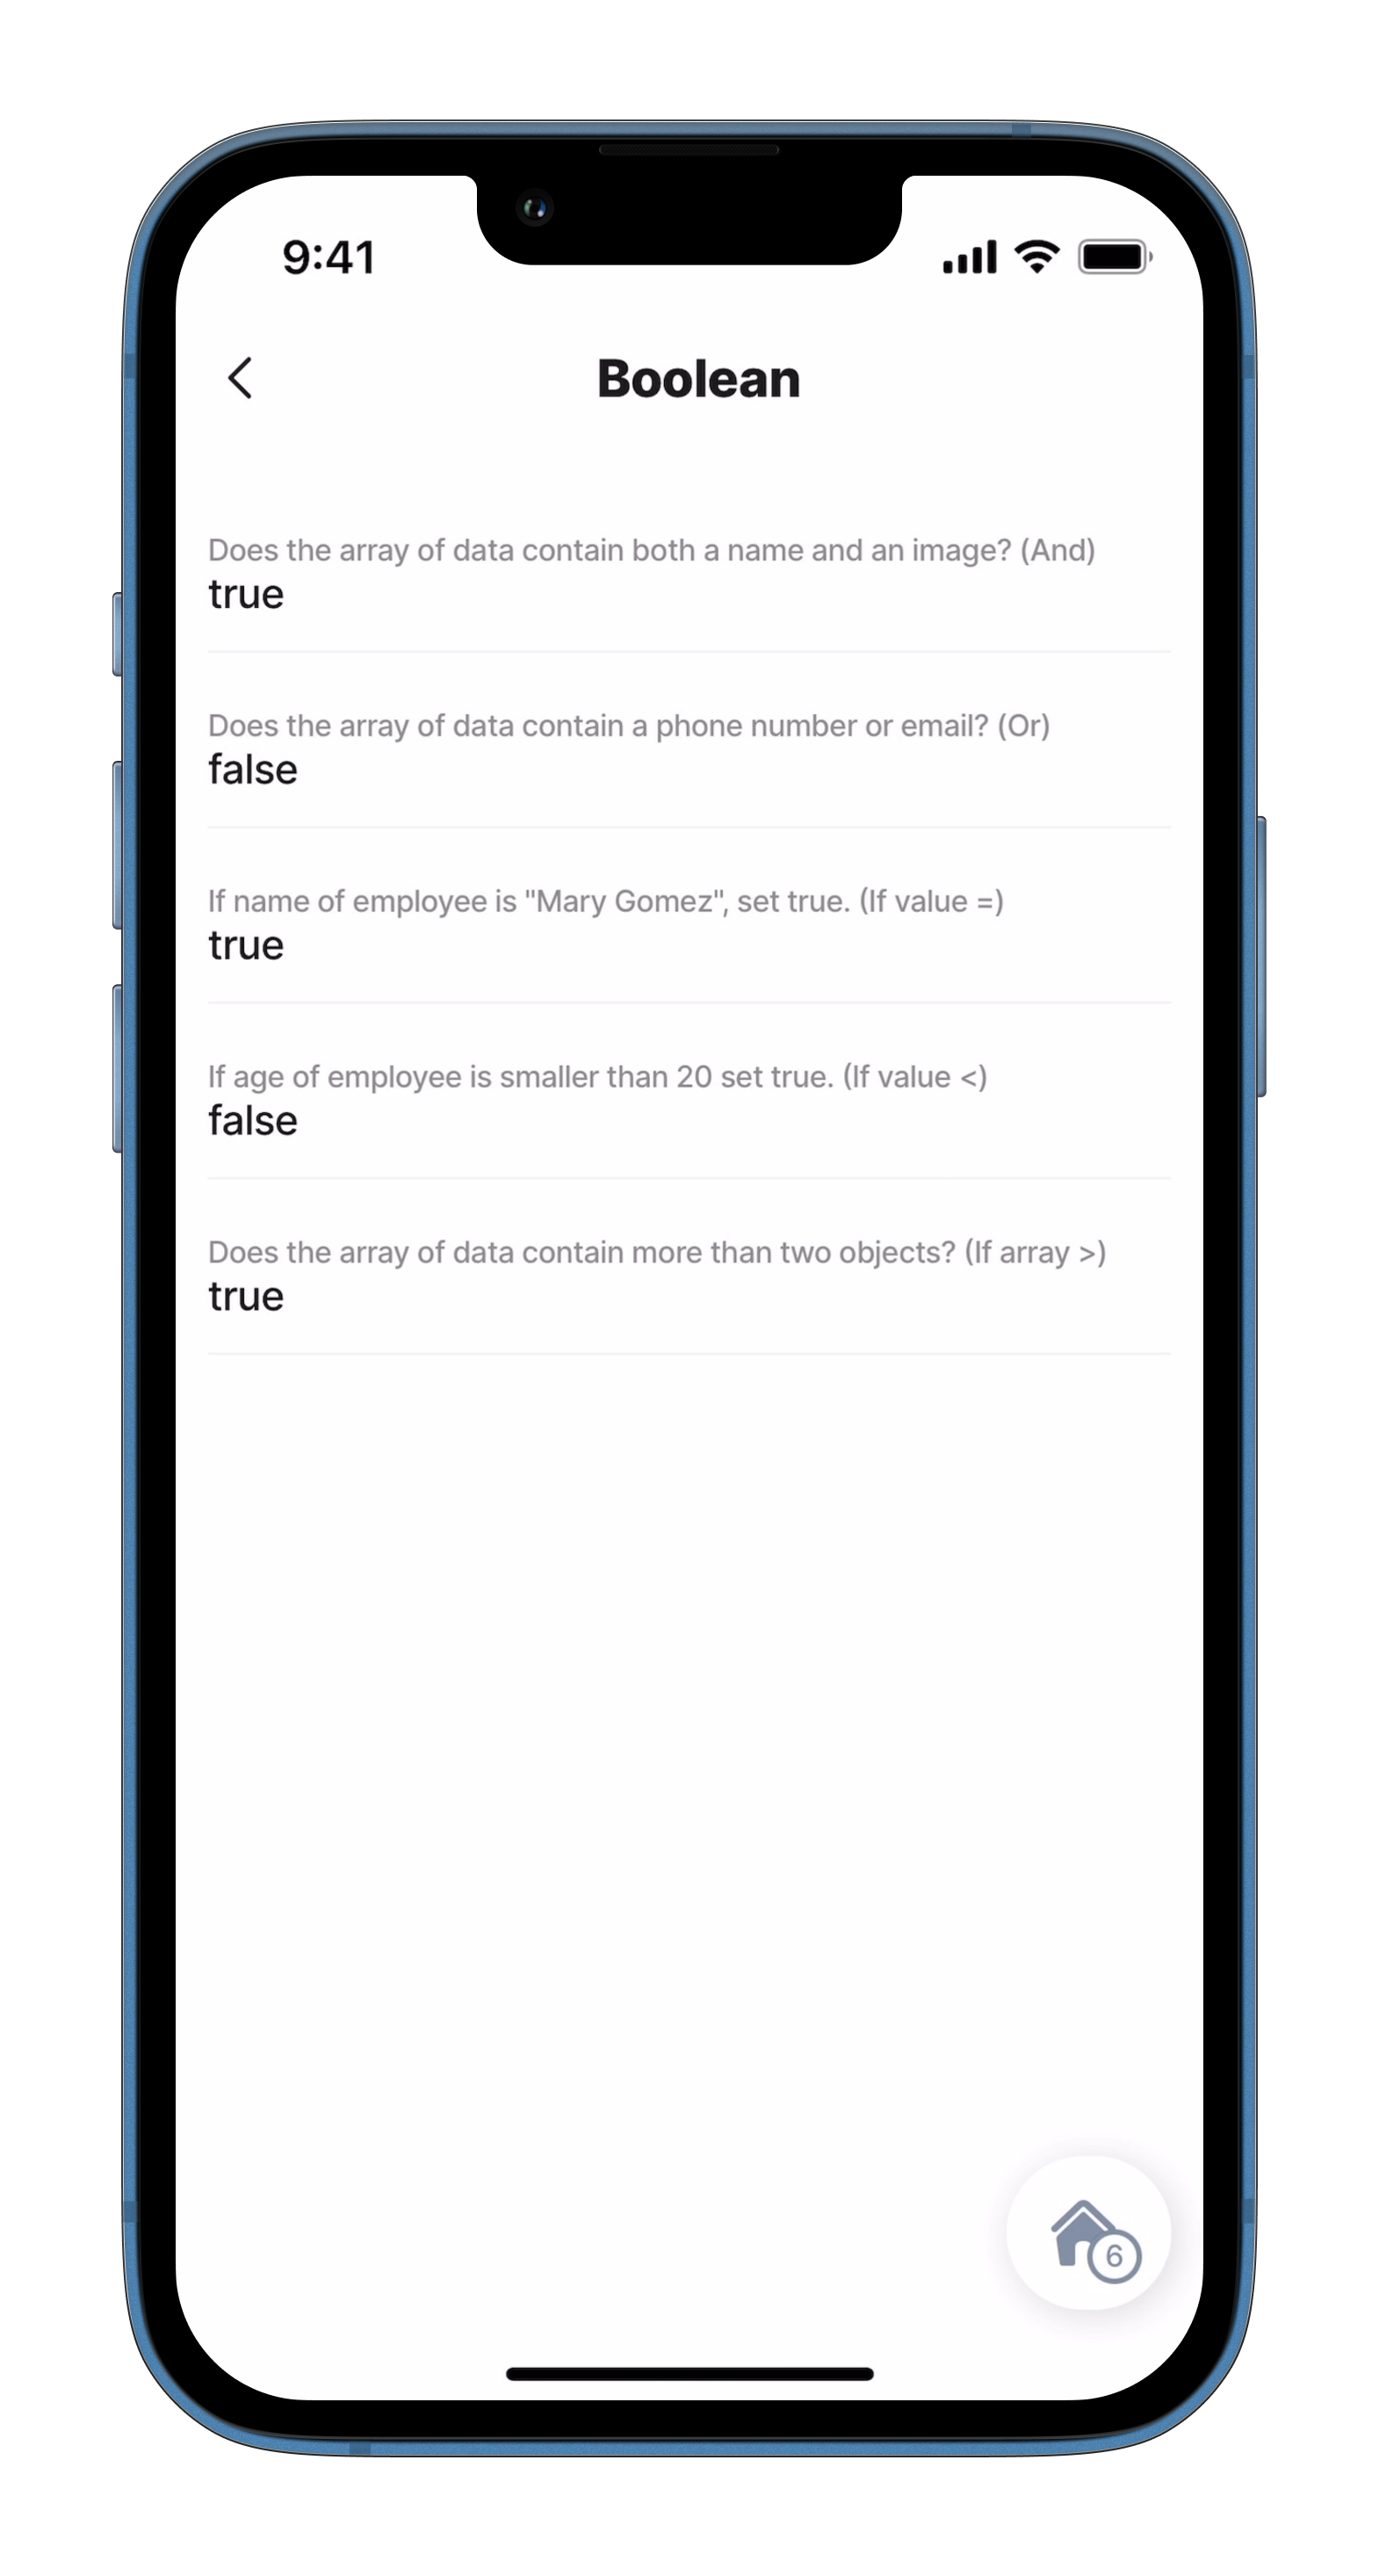 9:41
Boolean
Does the array of data contain both a name and an image? (And)
true
Does the array of data contain a phone number or email? (Or)
false
If name of employee is "Mary Gomez", set true. (If value =)
true
If age of employee is smaller than 20 set true. (If value <)
false
Does the array of data contain more than two objects? (If array >)
true
6